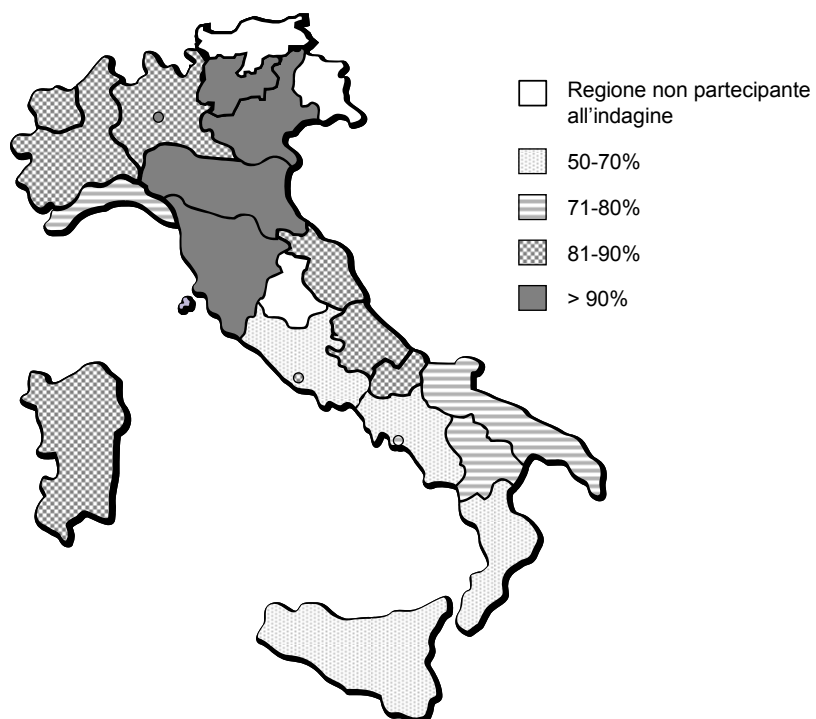 Regione non partecipante
all’indagine
50-70%
71-80%
81-90%
> 90%